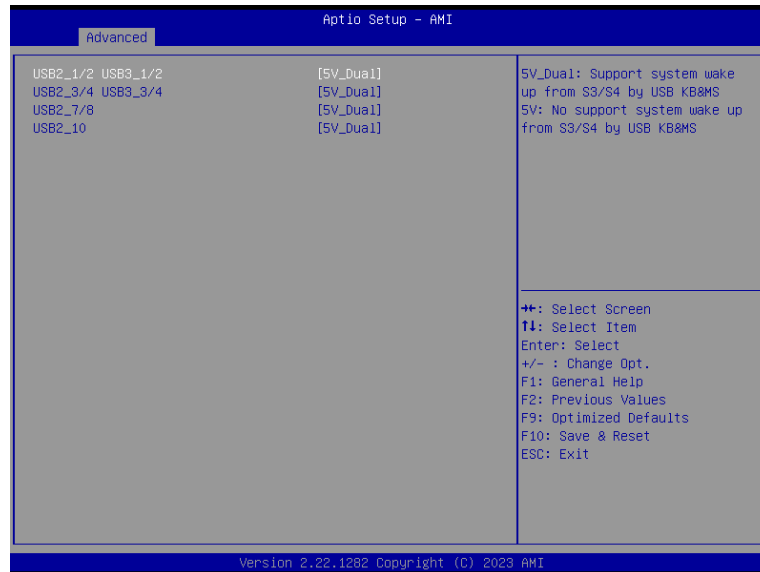 Aptio Setup – AMI
Advanced
USB2_1/2 USB3_1/2 [5V_Dual]
USB2_3/4 USB3_3/4 [5V_Dual]
USB2_7/8 [5V_Dual]
USB2_10 [5V_Dual]
5V_Dual: Support system wake
up from S3/S4 by USB KB&MS
5V: No support system wake up
from S3/S4 by USB KB&MS
→←: Select Screen
↑↓: Select Item
Enter: Select
+/- : Change Opt.
F1: General Help
F2: Previous Values
F9: Optimized Defaults
F10: Save & Reset
ESC: Exit
Version 2.22.1282 Copyright (C) 2023 AMI